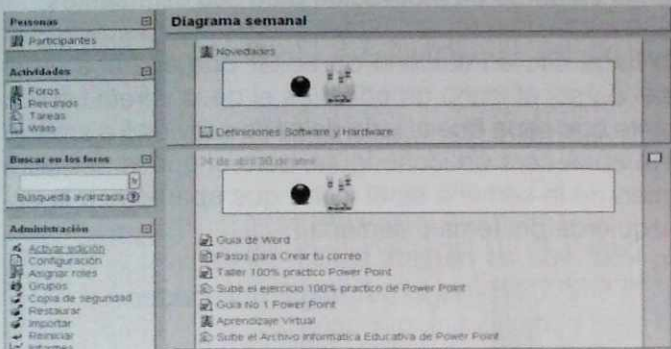 Personas
Participantes
Actividades
Foros
Recursos
Tareas
Wikis
Buscar en los foros
Búsqueda avanzada
Administración
Activar edición
Configuración
Asignar roles
Grupos
Copia de seguridad
Restaurar
Importar
Reiniciar
Informes
Diagrama semanal
Novedades
Definiciones Software y Hardware
24 de abril 30 de abril
Guia de Word
Pasos para Crear tu correo
Taller 100% practico Power Point
Sube el ejercicio 100% practico de Power Point
Guia No 1 Power Point
Aprendizaje Virtual
Sube el Archivo Informatica Educativa de Power Point